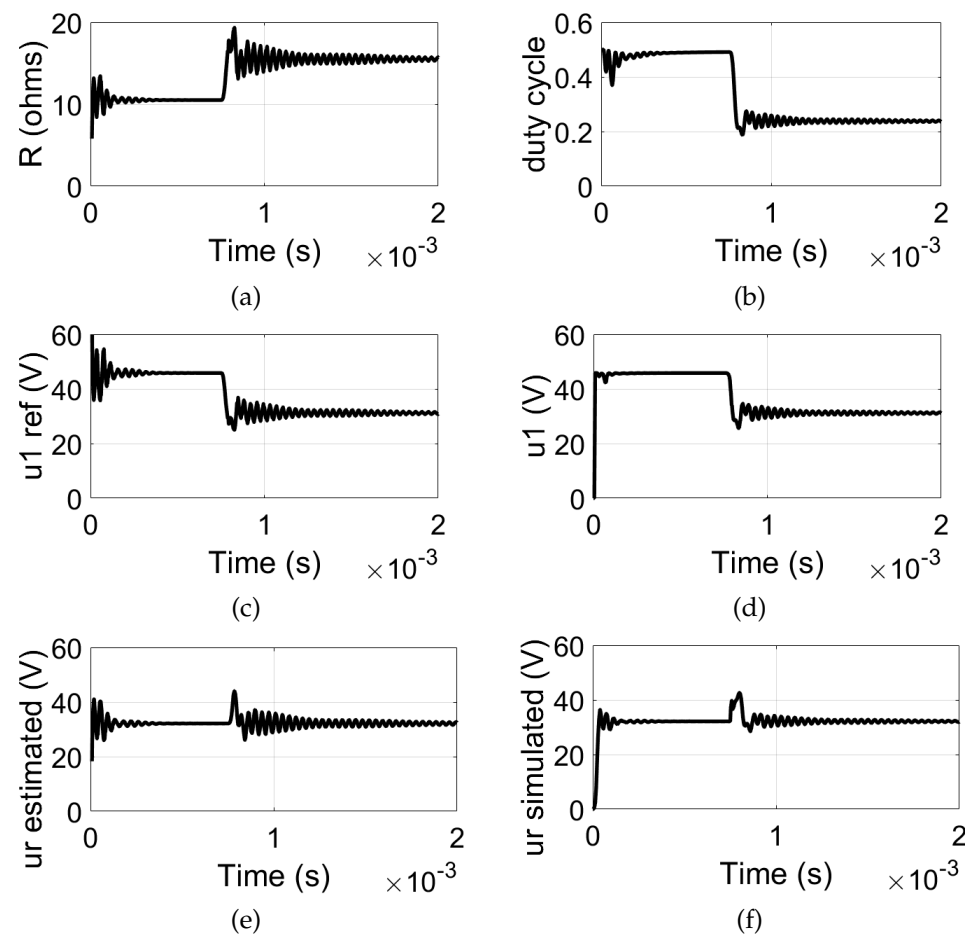 20
10
0
R (ohms)
0 1 2
Time (s) ×10⁻³
(a)
0.6
0.4
0.2
0
duty cycle
0 1 2
Time (s) ×10⁻³
(b)
60
40
20
0
u1 ref (V)
0 1 2
Time (s) ×10⁻³
(c)
60
40
20
0
u1 (V)
0 1 2
Time (s) ×10⁻³
(d)
60
40
20
0
ur estimated (V)
0 1 2
Time (s) ×10⁻³
(e)
60
40
20
0
ur simulated (V)
0 1 2
Time (s) ×10⁻³
(f)